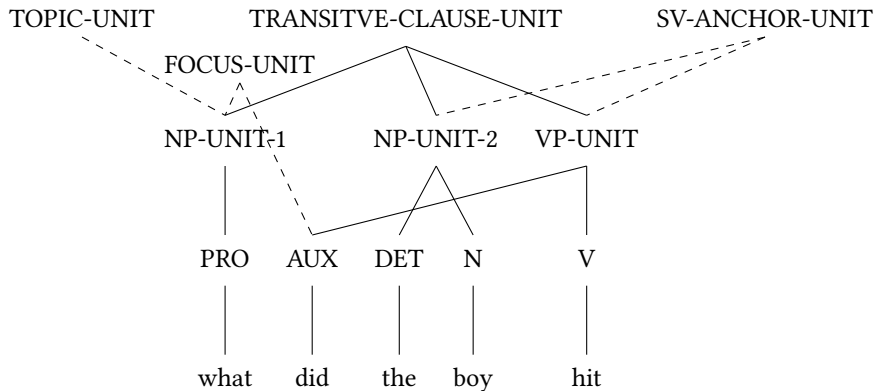 TOPIC-UNIT TRANSITVE-CLAUSE-UNIT SV-ANCHOR-UNIT
FOCUS-UNIT
NP-UNIT-1 NP-UNIT-2 VP-UNIT
PRO AUX DET N V
what did the boy hit